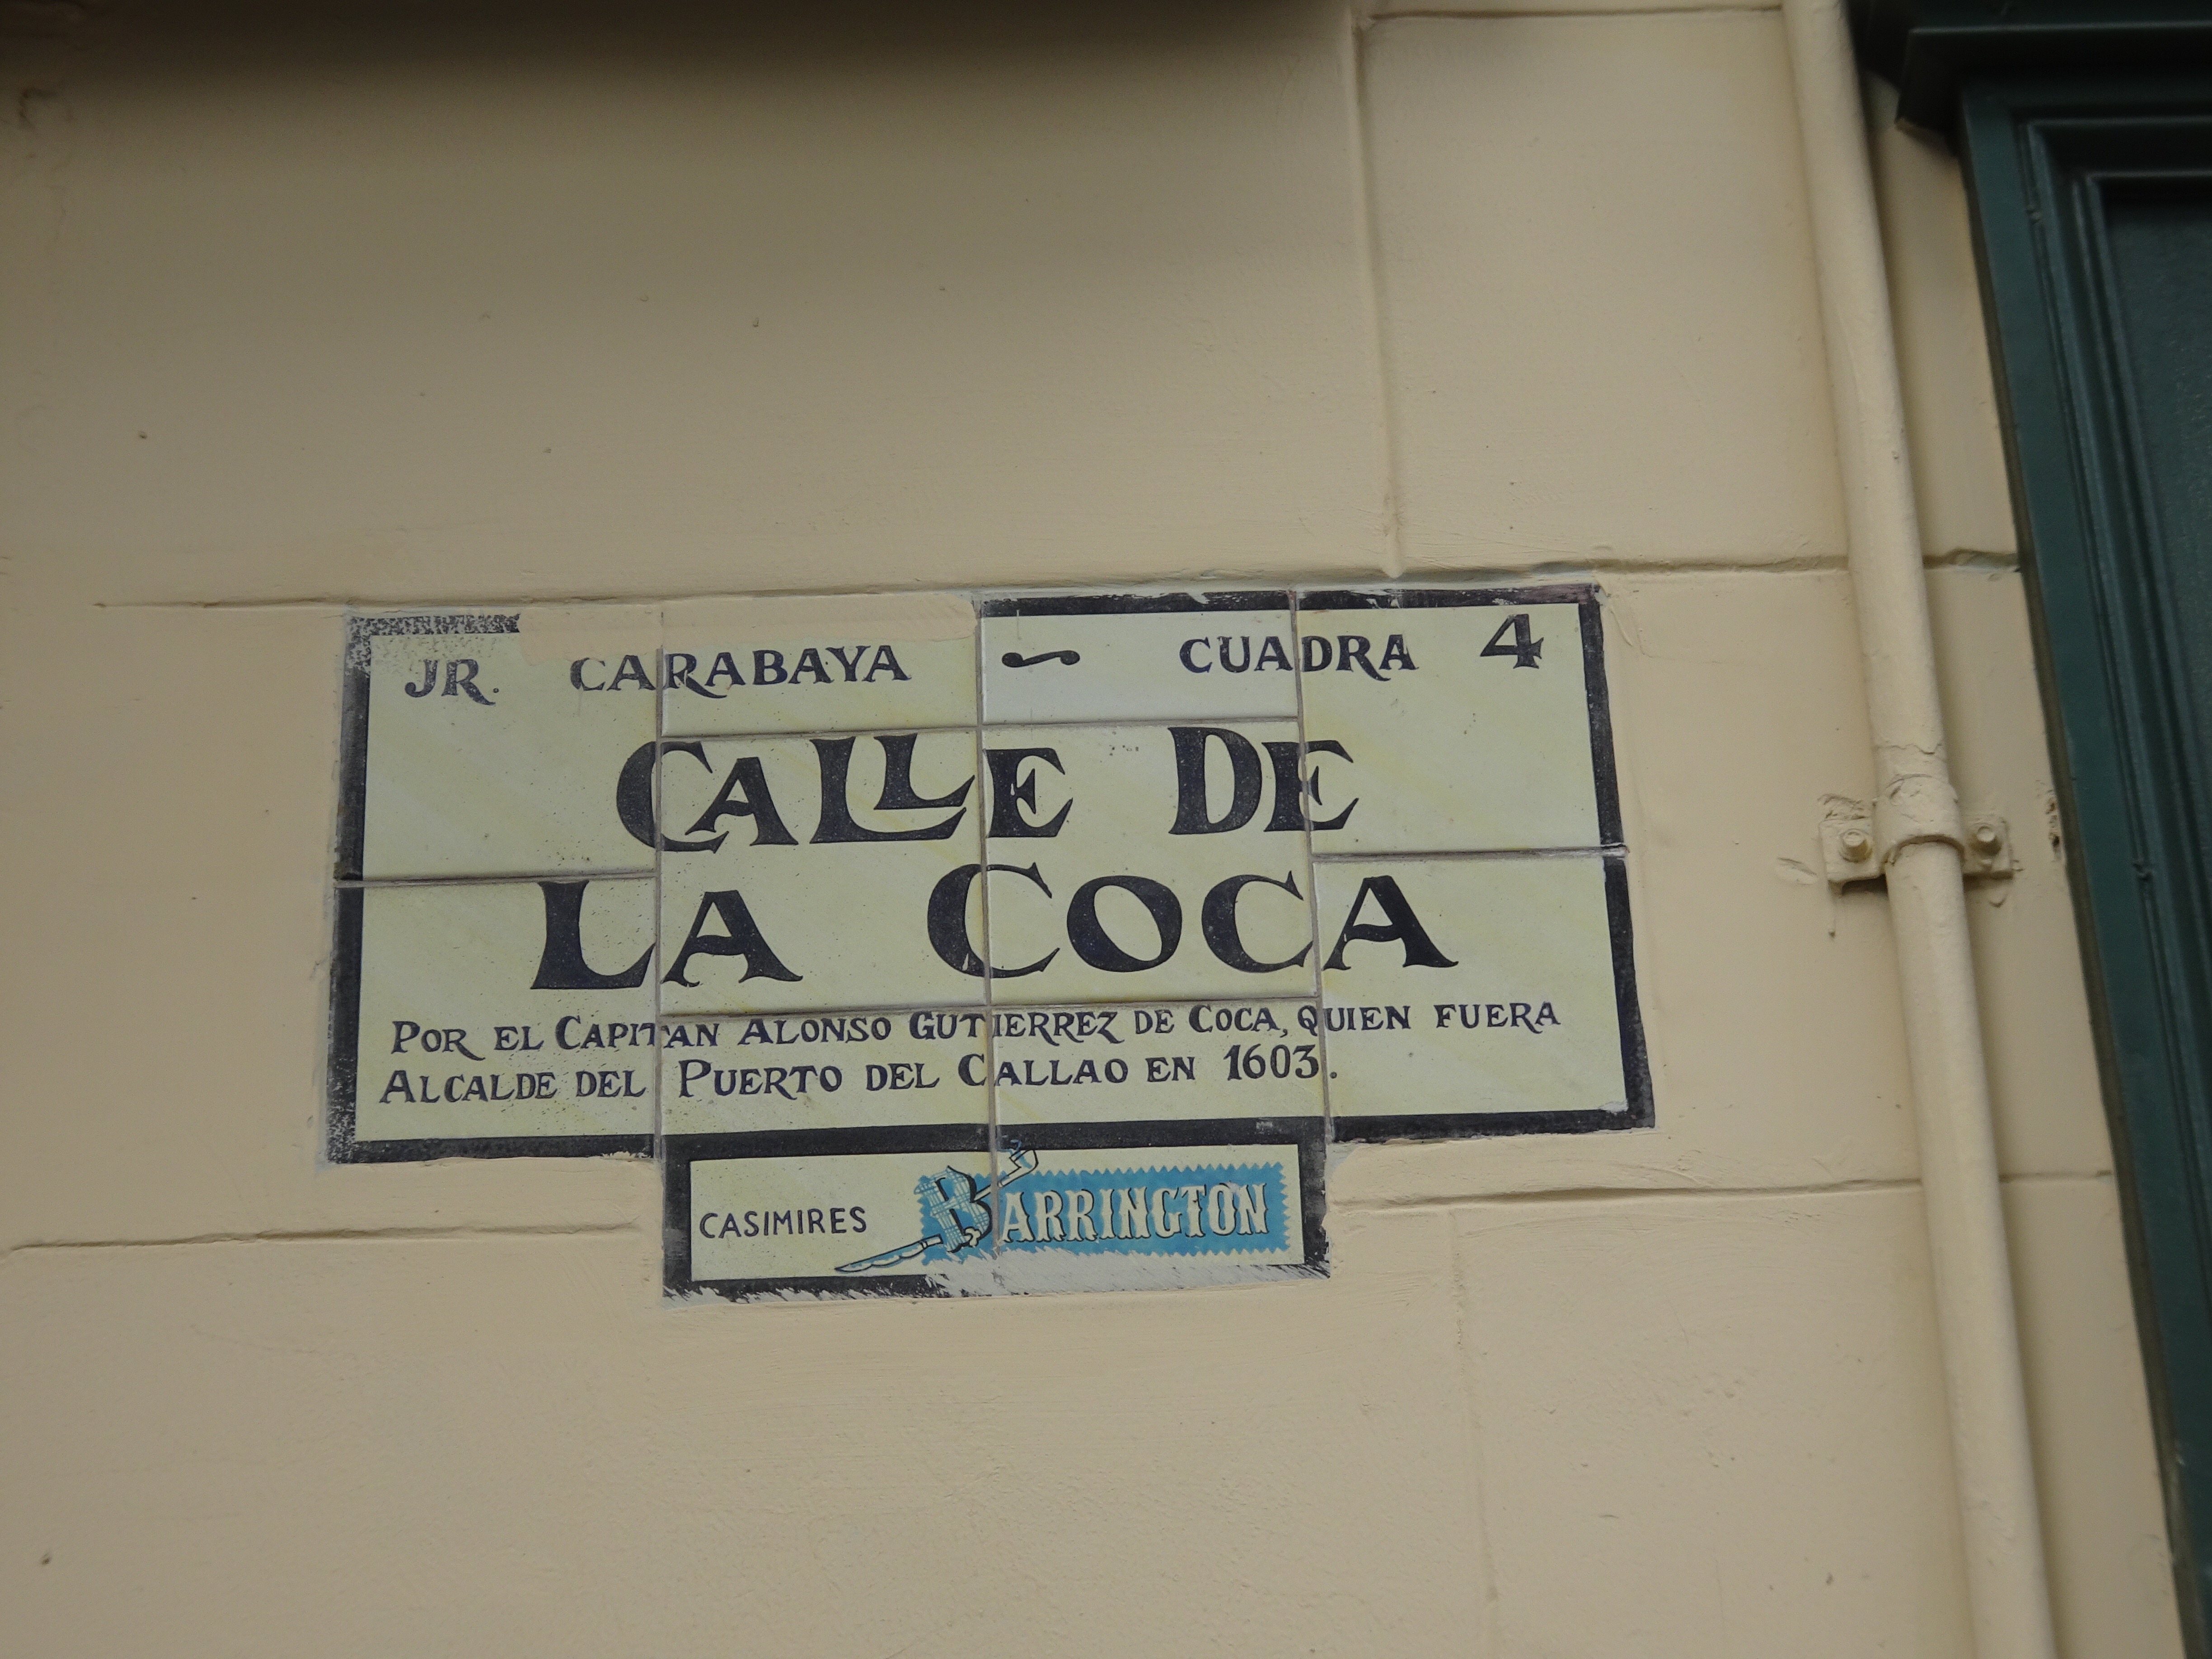 JR. CARABAYA ~ CUADRA 4
CALLE DE
LA COCA
POR EL CAPITAN ALONSO GUTIERREZ DE COCA, QUIEN FUERA
ALCALDE DEL PUERTO DEL CALLAO EN 1603.
CASIMIRES BARRINGTON